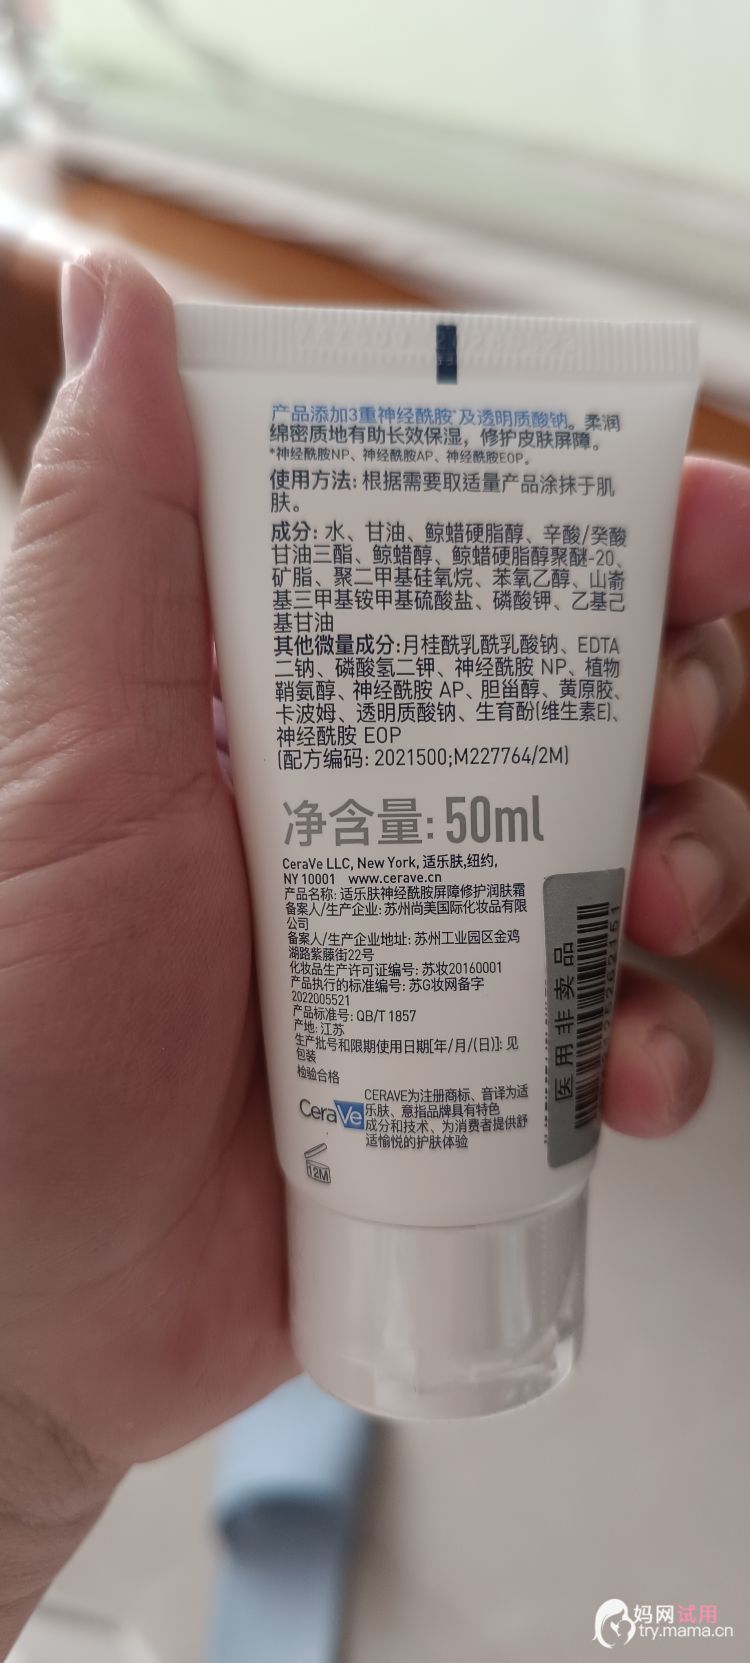 产品添加3重神经酰胺*及透明质酸钠。柔润
绵密质地有助长效保湿，修护皮肤屏障。
*神经酰胺NP、神经酰胺AP、神经酰胺EOP。
使用方法: 根据需要取适量产品涂抹于肌
肤。
成分: 水、甘油、鲸蜡硬脂醇、辛酸/癸酸
甘油三酯、鲸蜡醇、鲸蜡硬脂醇聚醚-20、
矿脂、聚二甲基硅氧烷、苯氧乙醇、山嵛
基三甲基铵甲基硫酸盐、磷酸钾、乙基己
基甘油
其他微量成分:月桂酰乳酰乳酸钠、EDTA
二钠、磷酸氢二钾、神经酰胺 NP、植物
鞘氨醇、神经酰胺 AP、胆甾醇、黄原胶、
卡波姆、透明质酸钠、生育酚(维生素E)、
神经酰胺 EOP
(配方编码: 2021500;M227764/2M)
净含量: 50ml
CeraVe LLC, New York, 适乐肤,纽约,
NY 10001 www.cerave.cn
产品名称: 适乐肤神经酰胺屏障修护润肤霜
备案人/生产企业: 苏州尚美国际化妆品有限
公司
备案人/生产企业地址: 苏州工业园区金鸡
湖路紫藤街22号
化妆品生产许可证编号: 苏妆20160001
产品执行的标准编号: 苏G妆网备字
2022005521
产品标准号: QB/T 1857
产地: 江苏
生产批号和限期使用日期[年/月/(日)]: 见
包装
检验合格
CeraVe
CERAVE为注册商标、音译为适
乐肤、意指品牌具有特色
成分和技术、为消费者提供舒
适愉悦的护肤体验
12M
医用非卖品
妈网试用
try.mama.cn